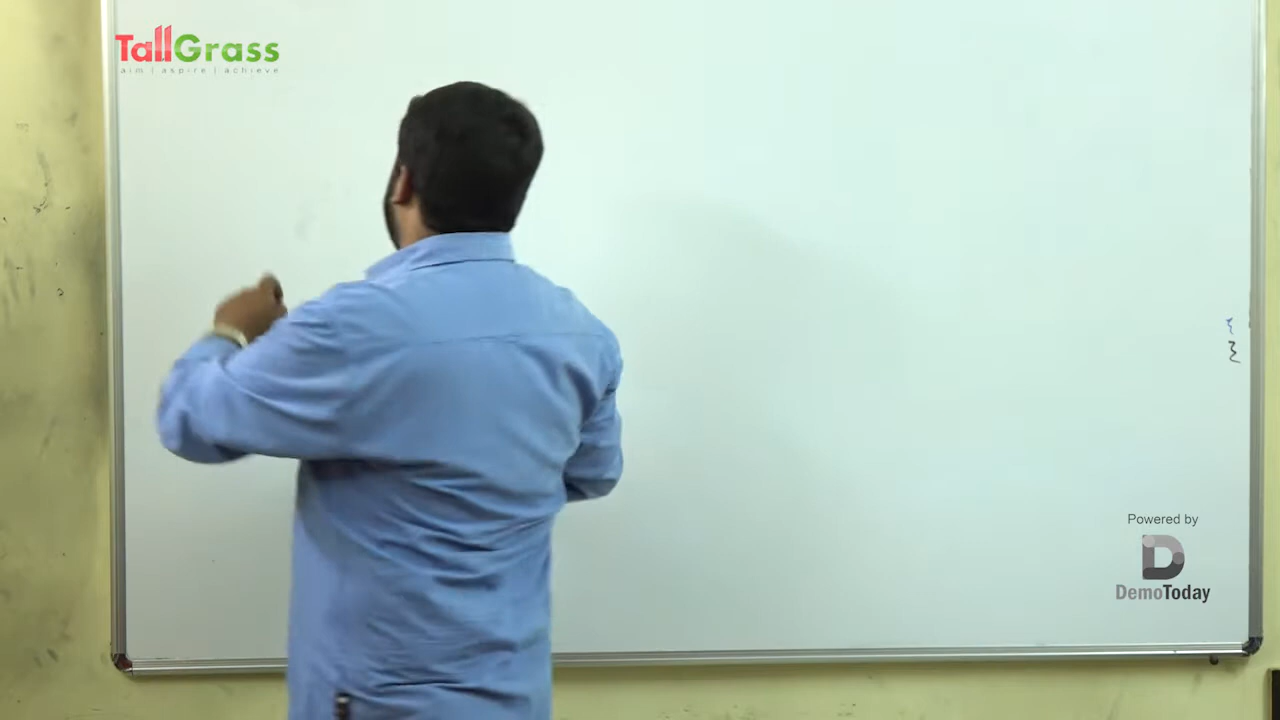 TallGrass
aim | aspire | achieve
Powered by
DemoToday